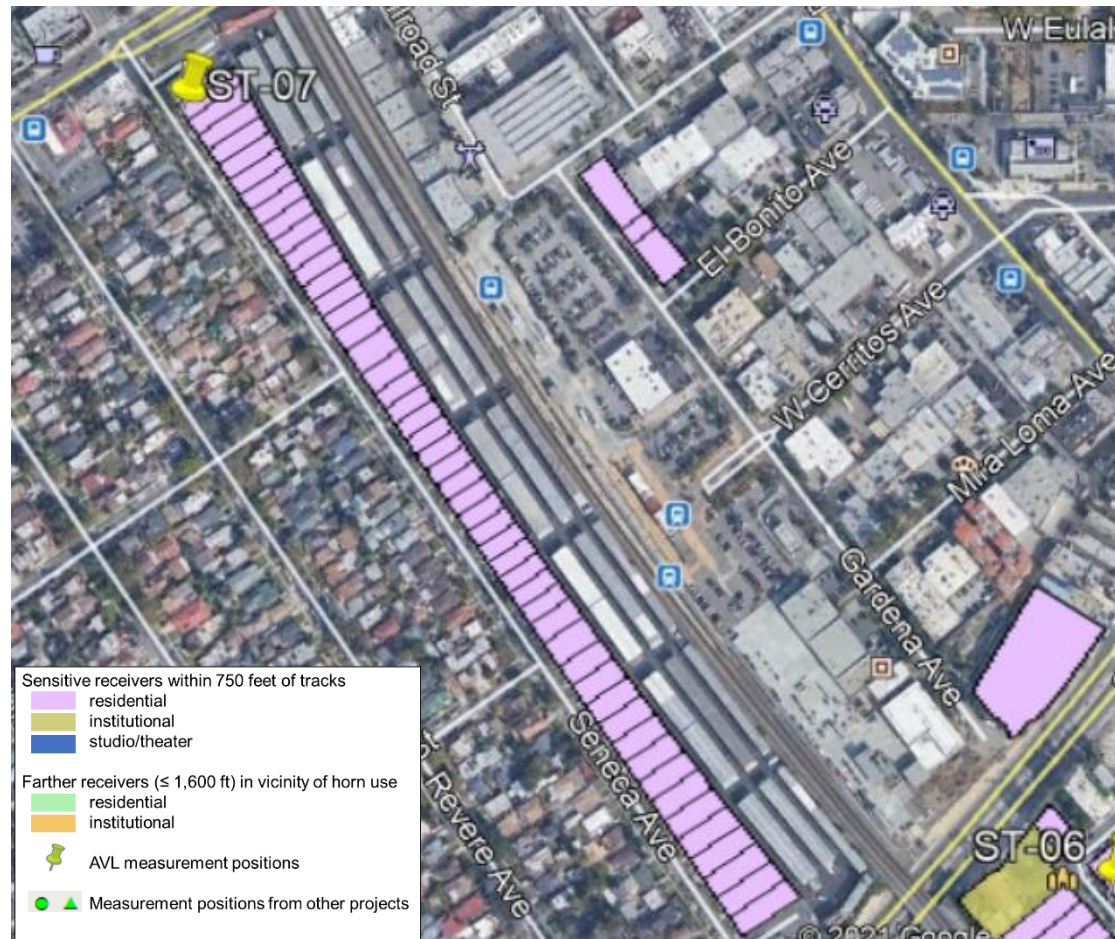 W Eulal
ilroad St
ST-07
El Bonito Ave
W Cerritos Ave
Mira Loma Ave
Gardena Ave
Seneca Ave
Revere Ave
ST-06
© 2021 Google
Sensitive receivers within 750 feet of tracks
residential
institutional
studio/theater
Farther receivers (≤ 1,600 ft) in vicinity of horn use
residential
institutional
AVL measurement positions
Measurement positions from other projects